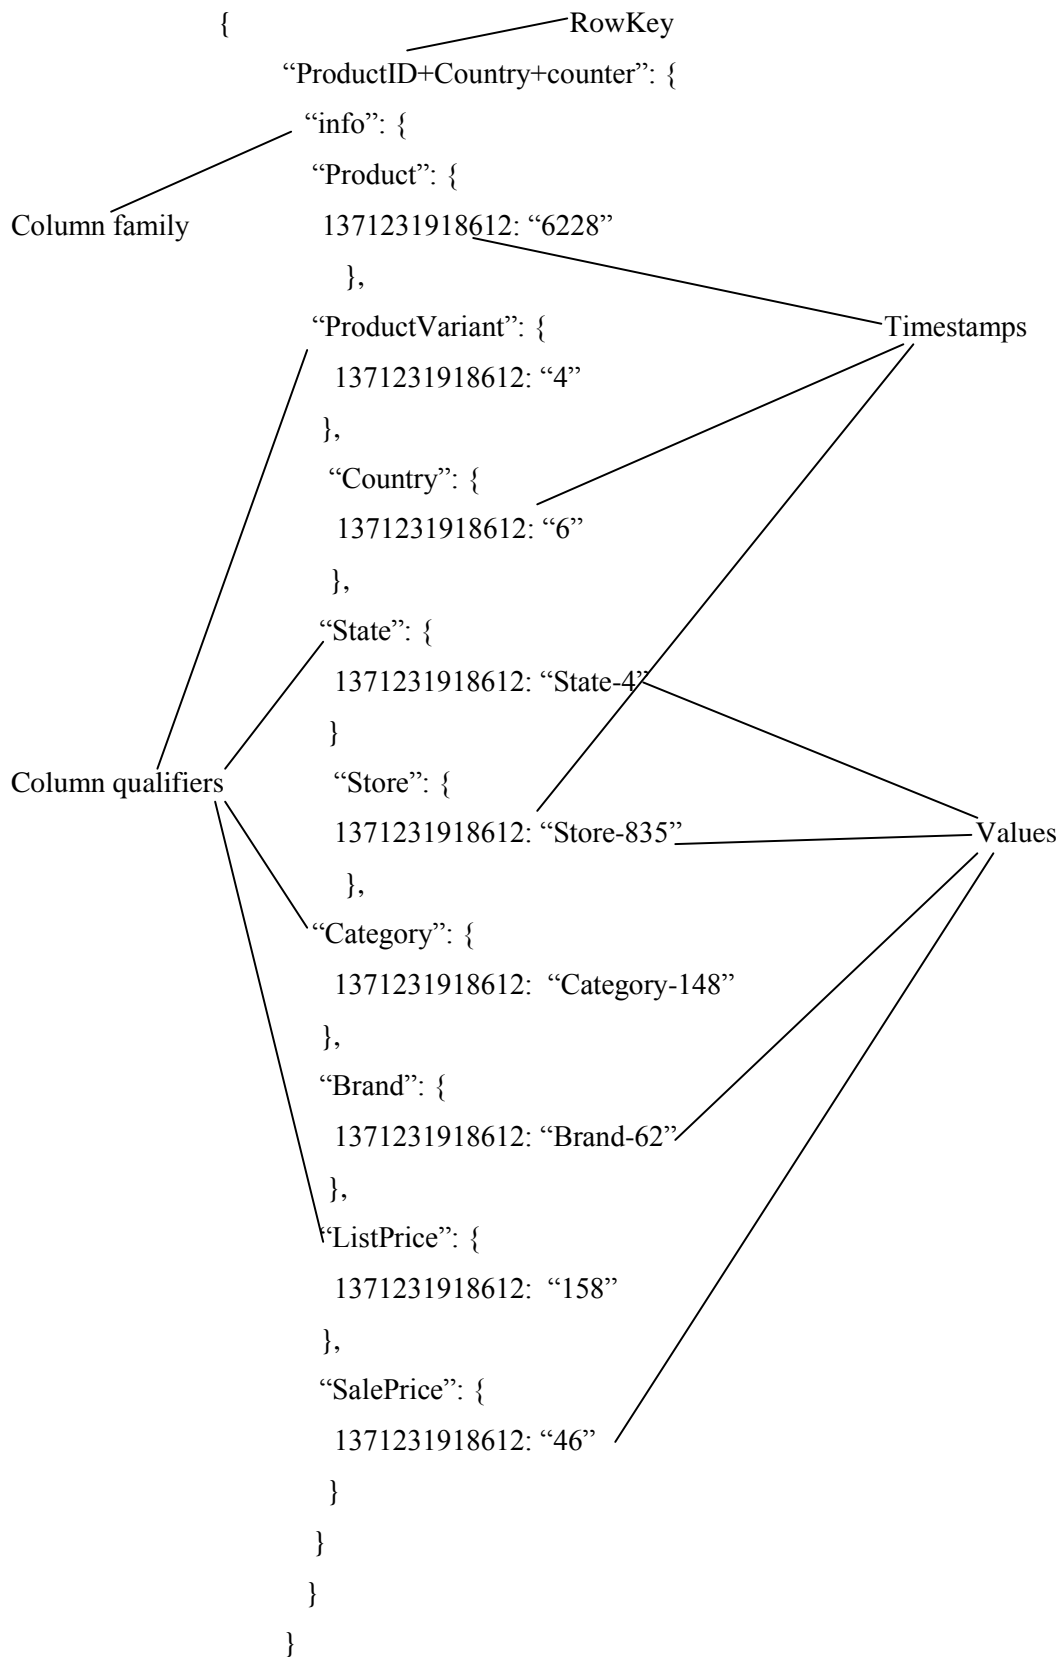 { RowKey
“ProductID+Country+counter”: {
“info”: {
“Product”: {
Column family 1371231918612: “6228”
},
“ProductVariant”: { Timestamps
1371231918612: “4”
},
“Country”: {
1371231918612: “6”
},
“State”: {
1371231918612: “State-4”
}
Column qualifiers “Store”: {
1371231918612: “Store-835” Values
},
“Category”: {
1371231918612: “Category-148”
},
“Brand”: {
1371231918612: “Brand-62”
},
“ListPrice”: {
1371231918612: “158”
},
“SalePrice”: {
1371231918612: “46”
}
}
}
}